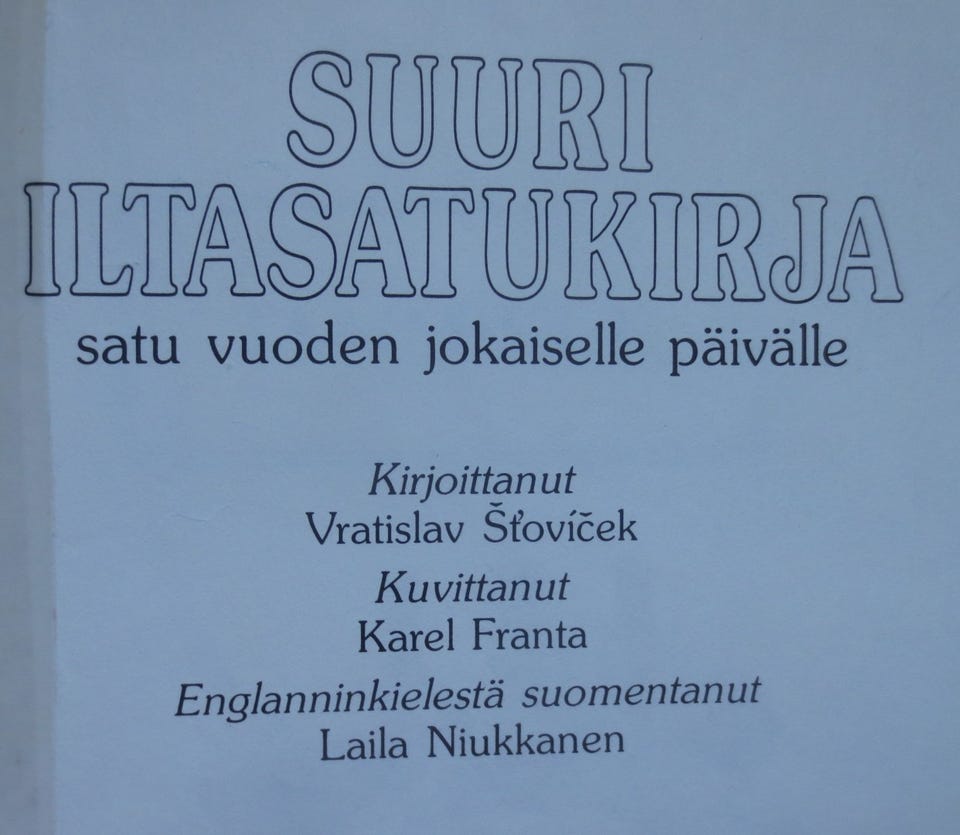 SUURI
ILTASATUKIRJA
satu vuoden jokaiselle päivälle
Kirjoittanut
Vratislav Šťovíček
Kuvittanut
Karel Franta
Englanninkielestä suomentanut
Laila Niukkanen